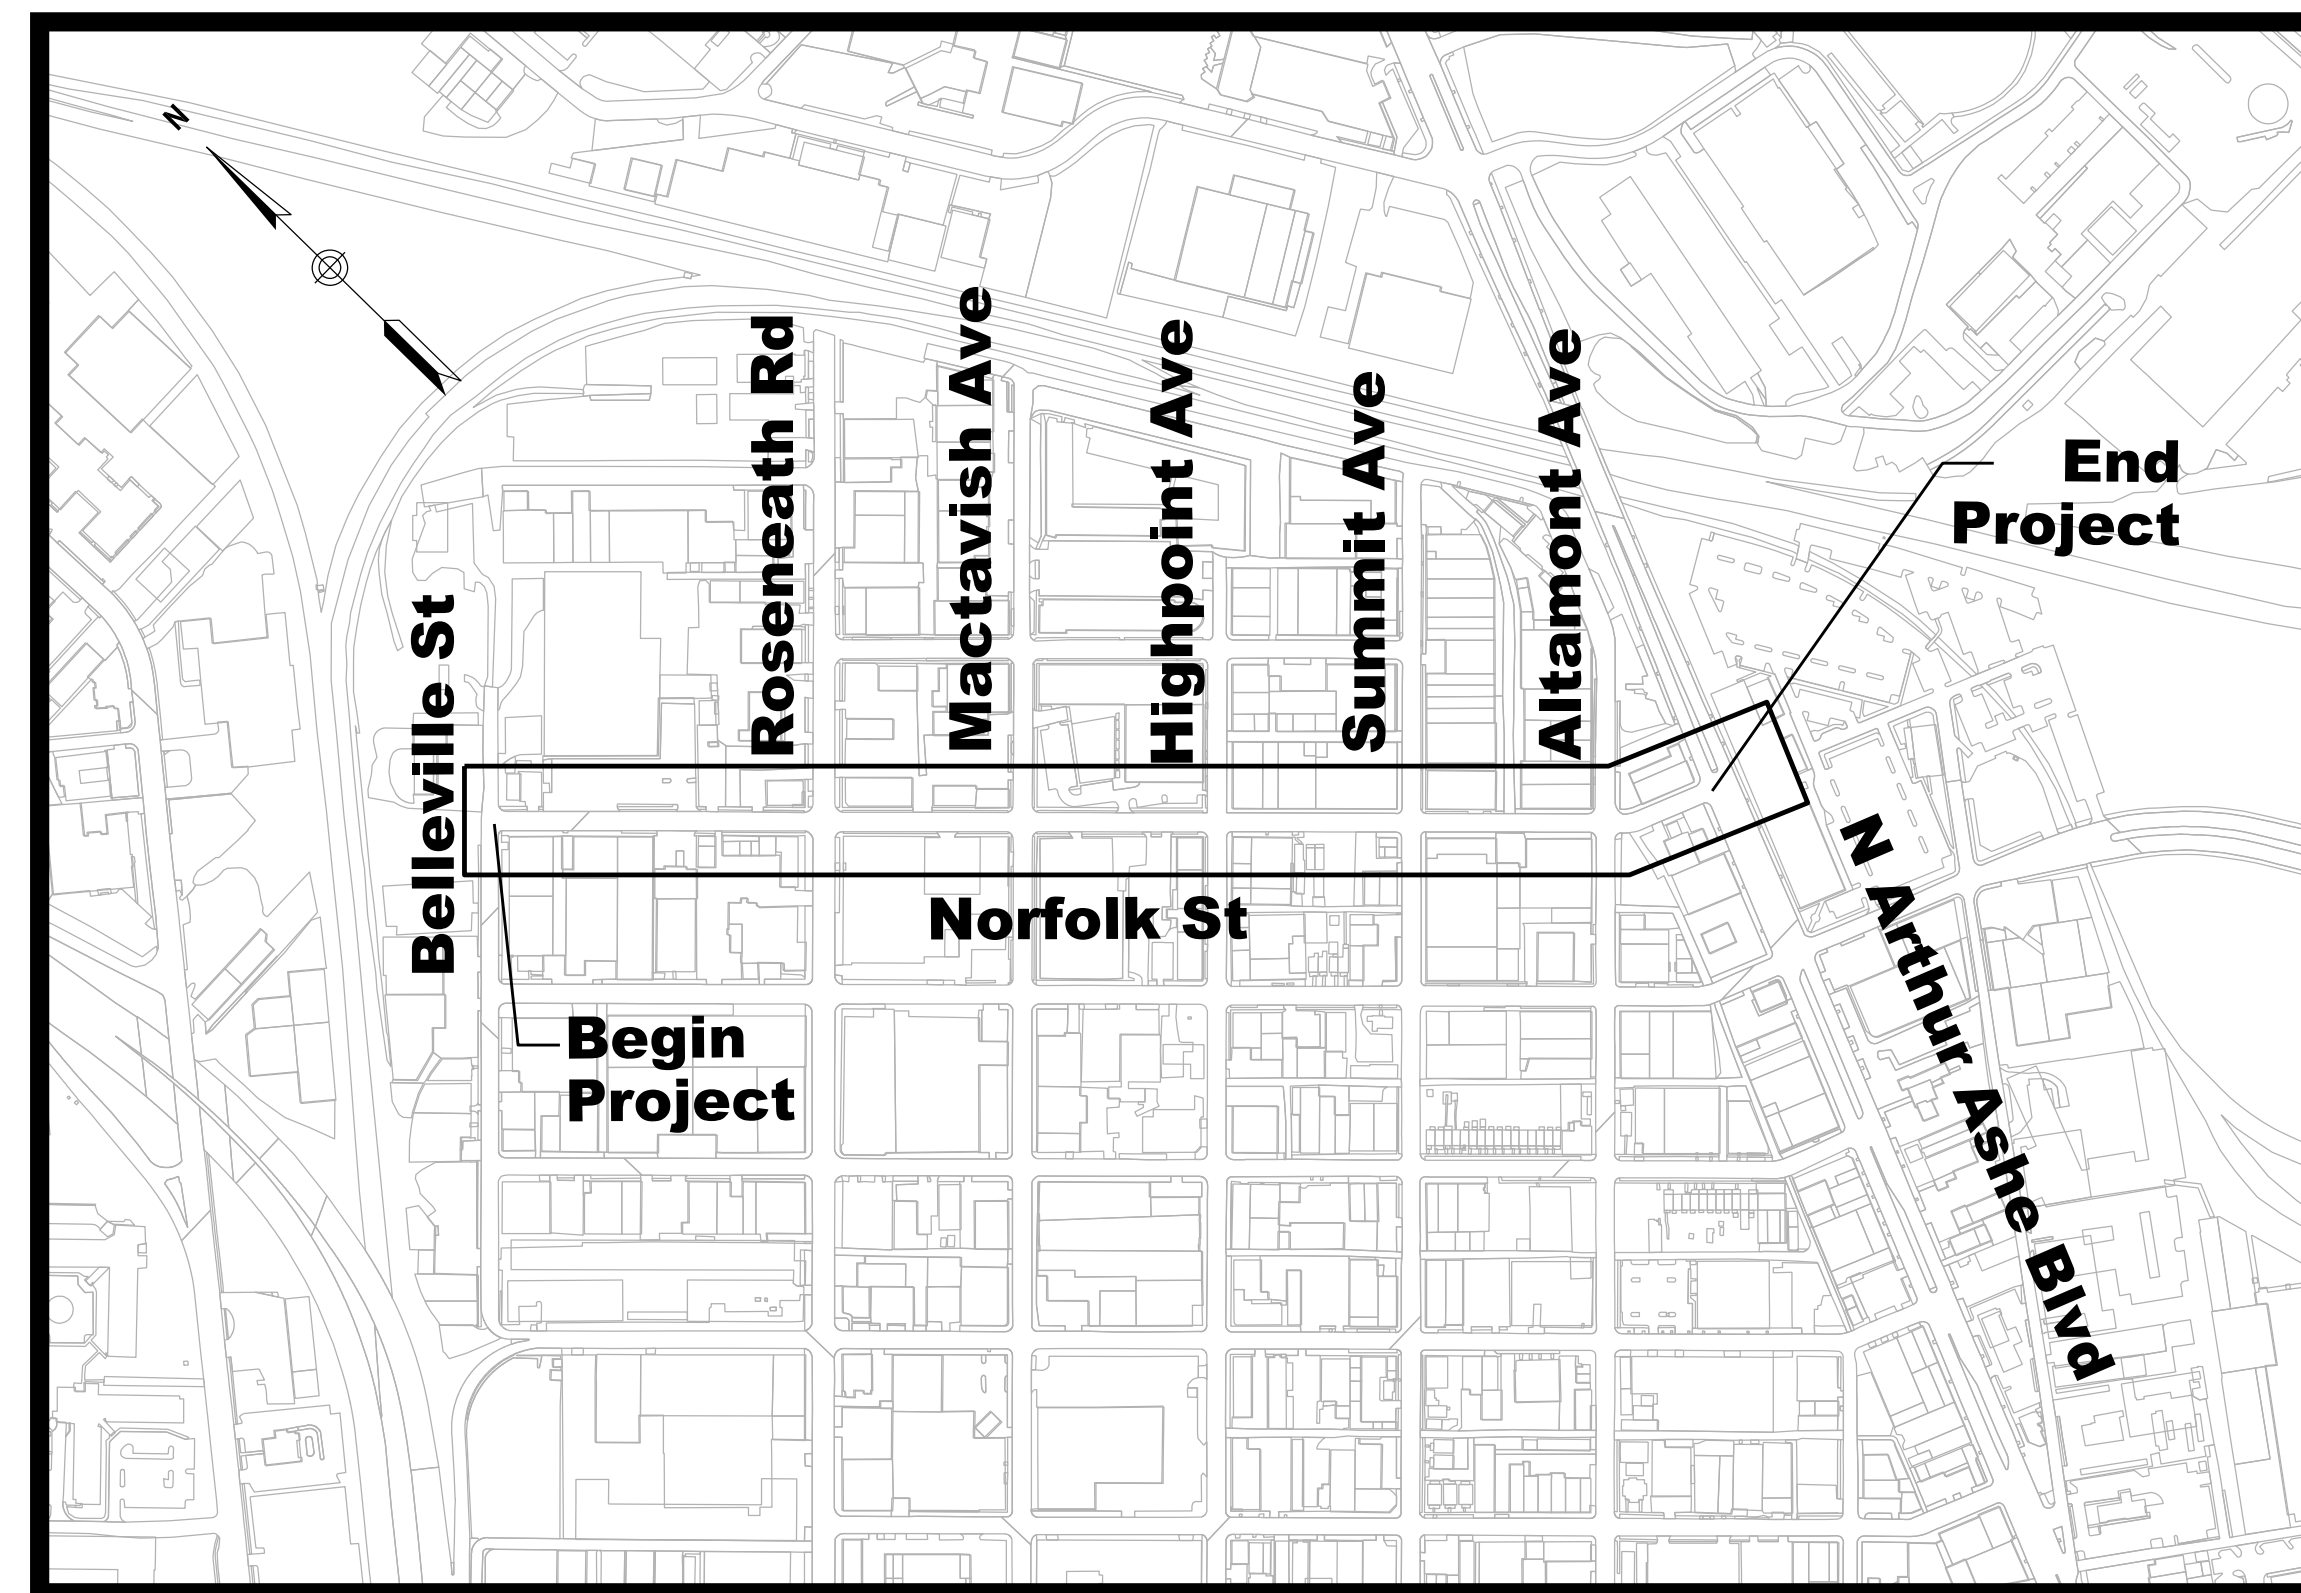 N
Roseneath Rd
Mactavish Ave
Highpoint Ave
Summit Ave
Altamont Ave
End
Project
Belleville St
Norfolk St
N Arthur Ashe Blvd
Begin
Project